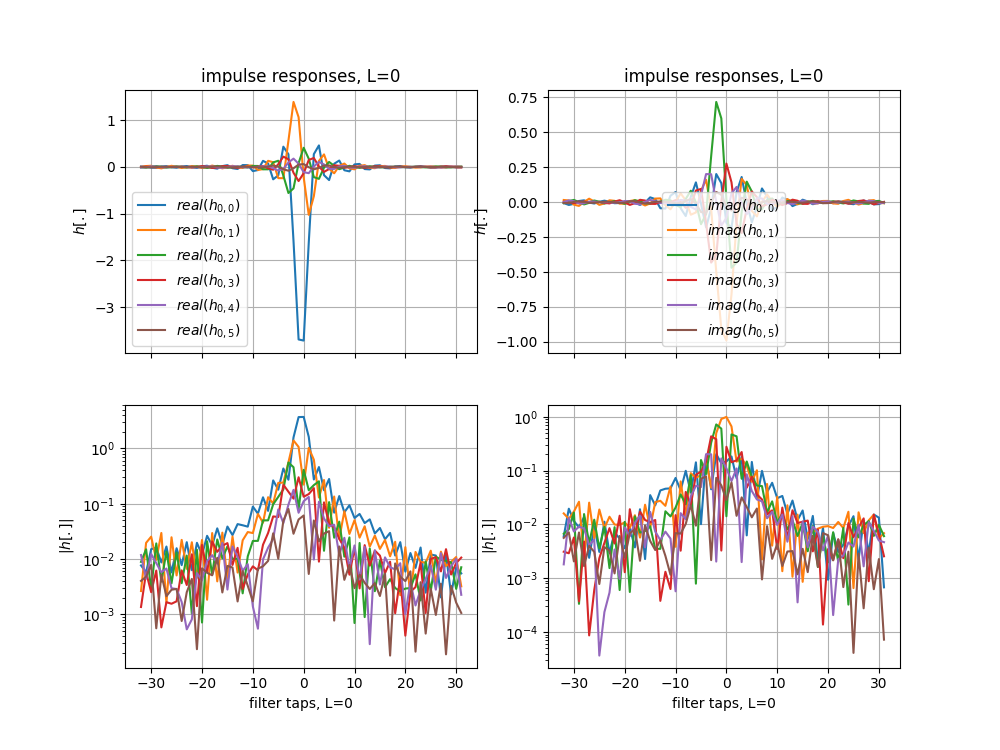 impulse responses, L=0
1
0
−1
−2
−3
h[.]
real(h0,0)
real(h0,1)
real(h0,2)
real(h0,3)
real(h0,4)
real(h0,5)
impulse responses, L=0
0.75
0.50
0.25
0.00
−0.25
−0.50
−0.75
−1.00
h[.]
imag(h0,0)
imag(h0,1)
imag(h0,2)
imag(h0,3)
imag(h0,4)
imag(h0,5)
10^0
10^−1
10^−2
10^−3
|h[.]|
−30 −20 −10 0 10 20 30
filter taps, L=0
10^0
10^−1
10^−2
10^−3
10^−4
|h[.]|
−30 −20 −10 0 10 20 30
filter taps, L=0